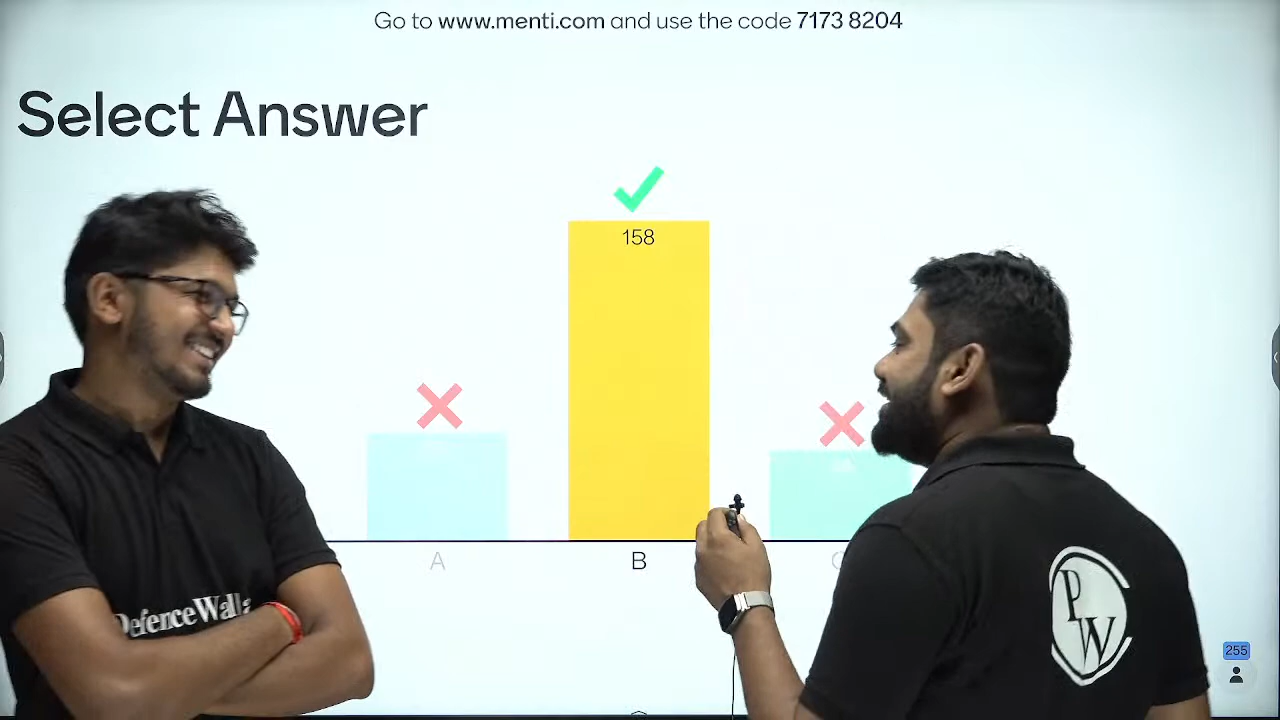 Go to www.menti.com and use the code 7173 8204
Select Answer
158
A
B
C
DefenceWalla
PW
255